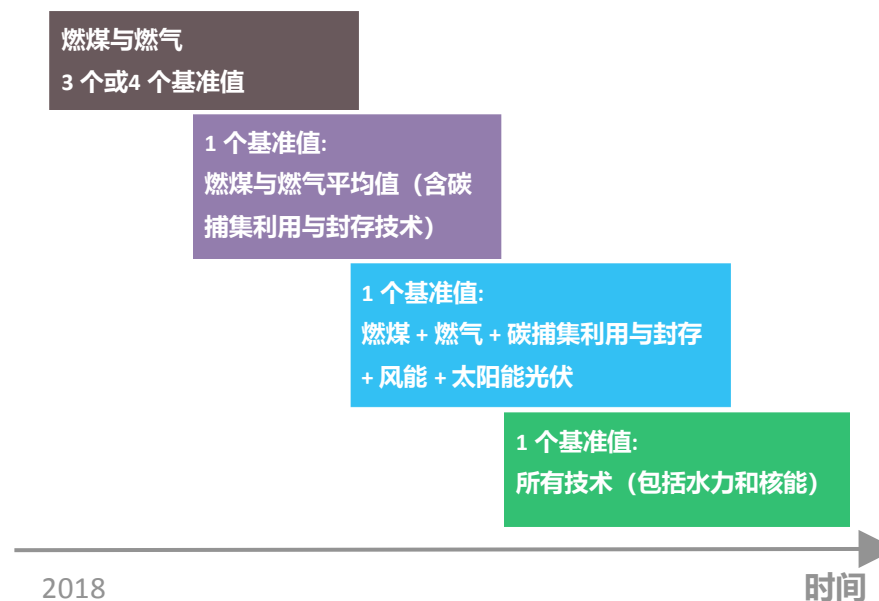 燃煤与燃气
3 个或4 个基准值
1 个基准值:
燃煤与燃气平均值（含碳
捕集利用与封存技术）
1 个基准值:
燃煤 + 燃气 + 碳捕集利用与封存
+ 风能 + 太阳能光伏
1 个基准值:
所有技术（包括水力和核能）
2018
时间